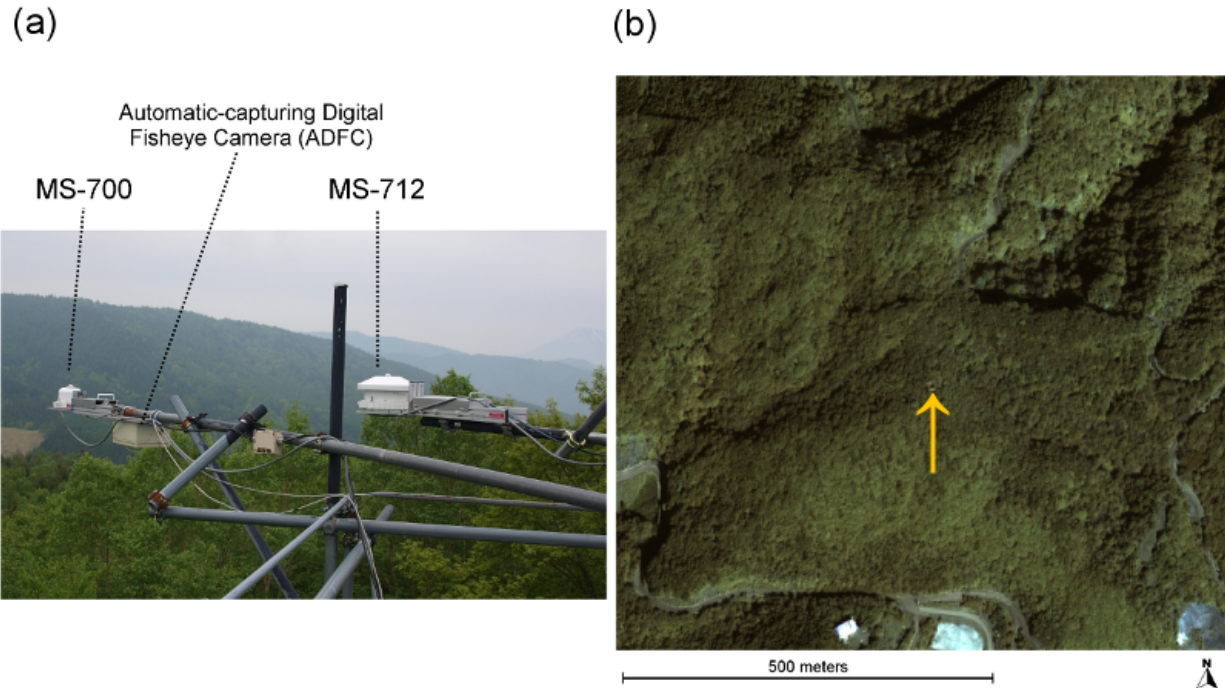 (a)
(b)
Automatic-capturing Digital
Fisheye Camera (ADFC)
MS-700
MS-712
500 meters
N